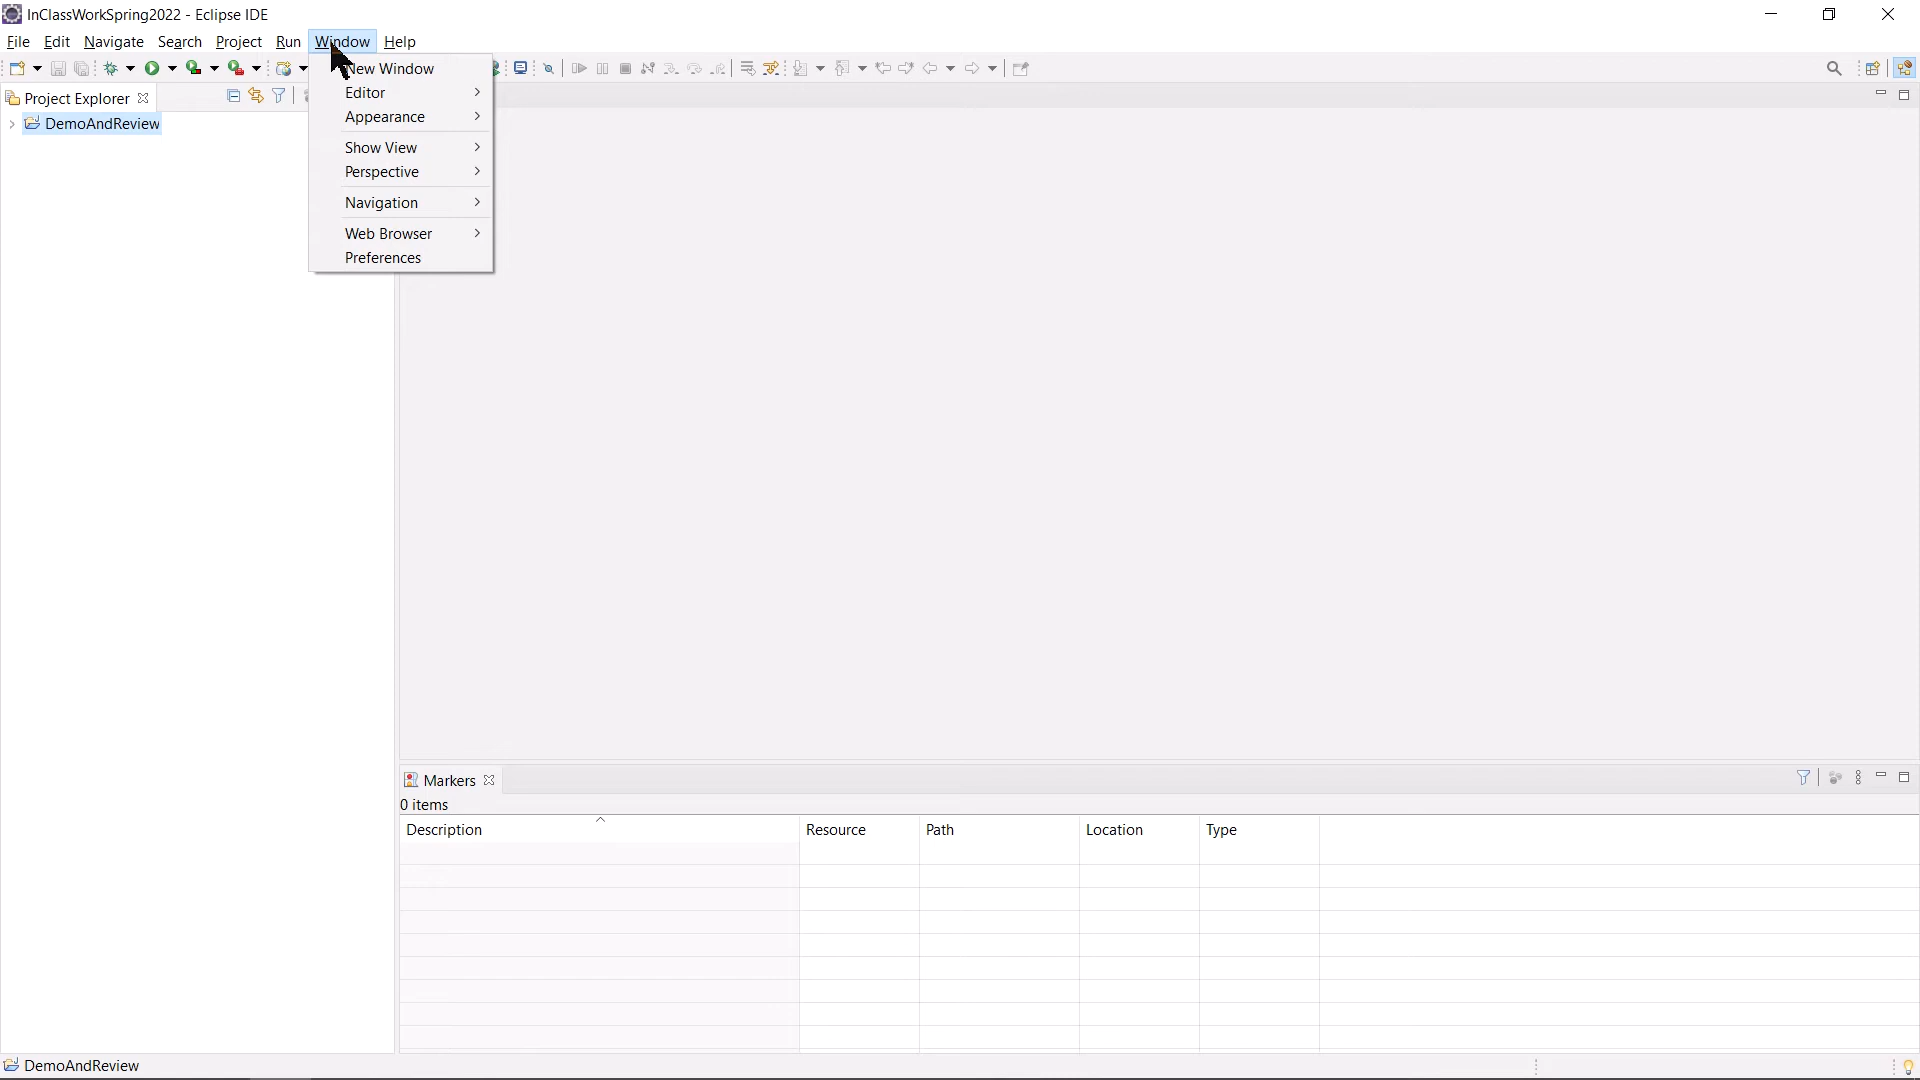 InClassWorkSpring2022 - Eclipse IDE
File Edit Navigate Search Project Run Window Help
New Window
Project Explorer
Editor
DemoAndReview
Appearance
Show View
Perspective
Navigation
Web Browser
Preferences
Markers
0 items
Description Resource Path Location Type
DemoAndReview